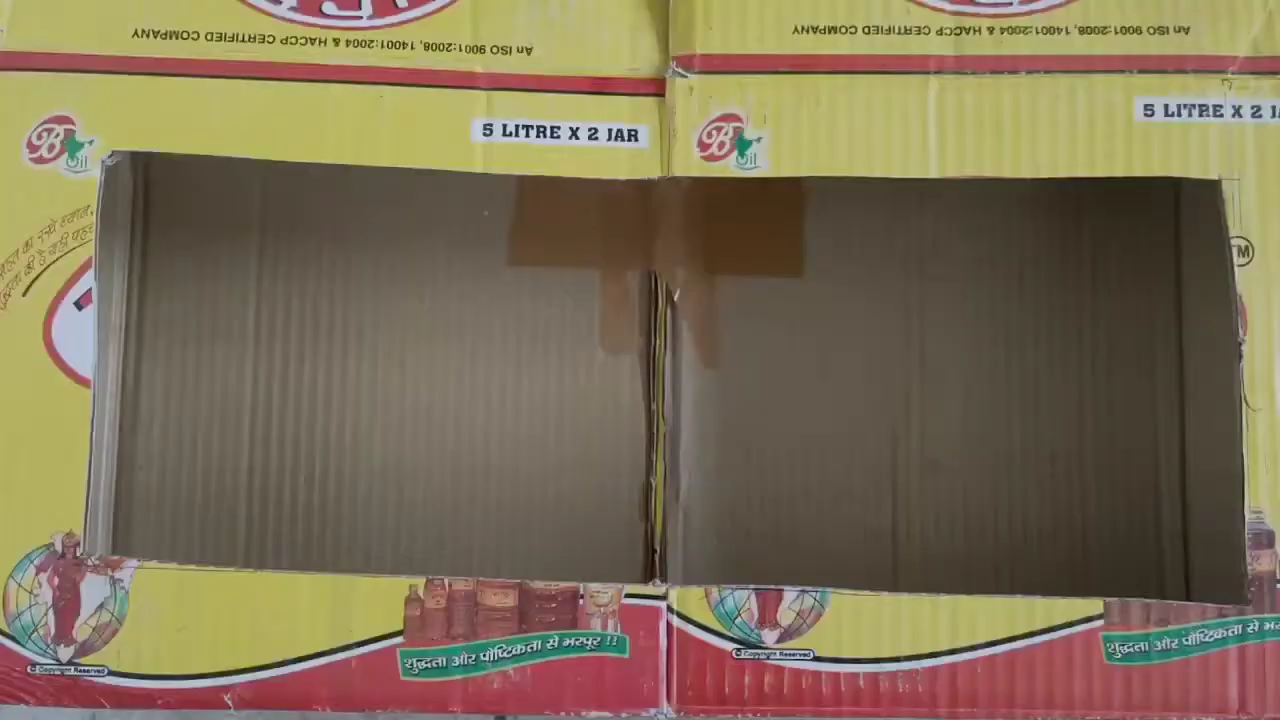 An ISO 9001:2008, 14001:2004 & HACCP CERTIFIED COMPANY
An ISO 9001:2008, 14001:2004 & HACCP CERTIFIED COMPANY
5 LITRE X 2 JAR
5 LITRE X 2 JA
B Oil
B Oil
TM
शुद्धता और पौष्टिकता से भरपूर !!
शुद्धता और पौष्टिकता से
© Copyright Reserved
© Copyright Reserved